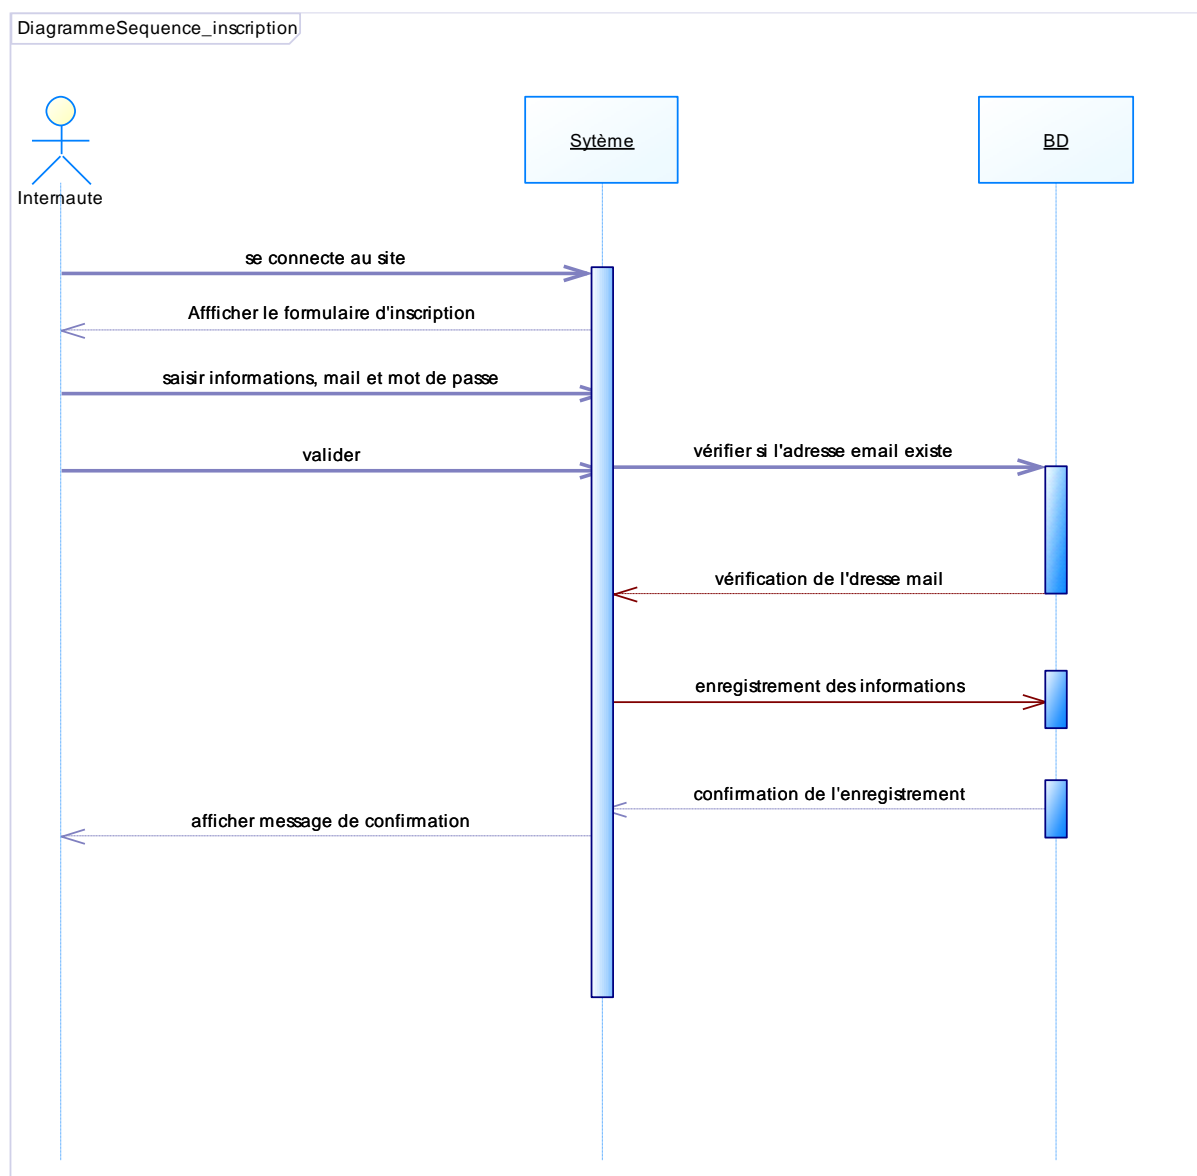 DiagrammeSequence_inscription
Sytème
BD
Internaute
se connecte au site
Affficher le formulaire d'inscription
saisir informations, mail et mot de passe
valider
vérifier si l'adresse email existe
vérification de l'dresse mail
enregistrement des informations
confirmation de l'enregistrement
afficher message de confirmation